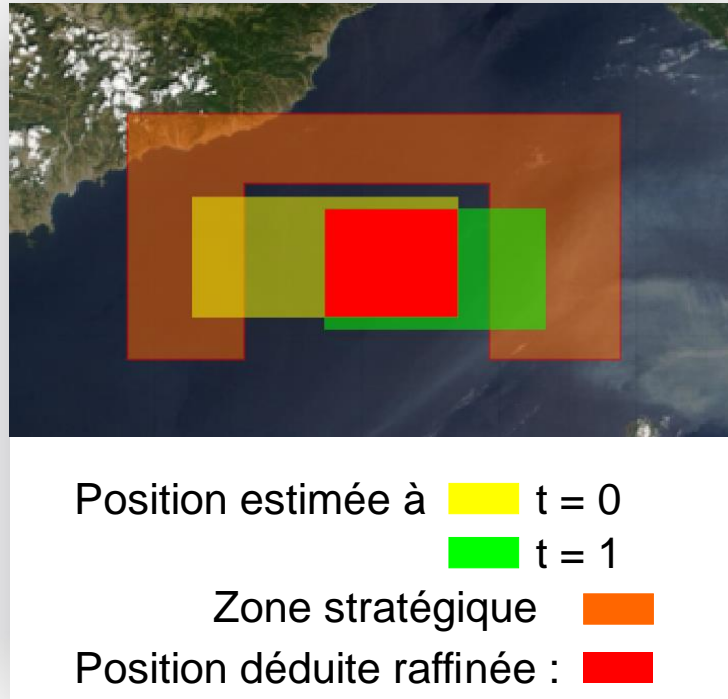 Position estimée à t = 0
t = 1
Zone stratégique
Position déduite raffinée :